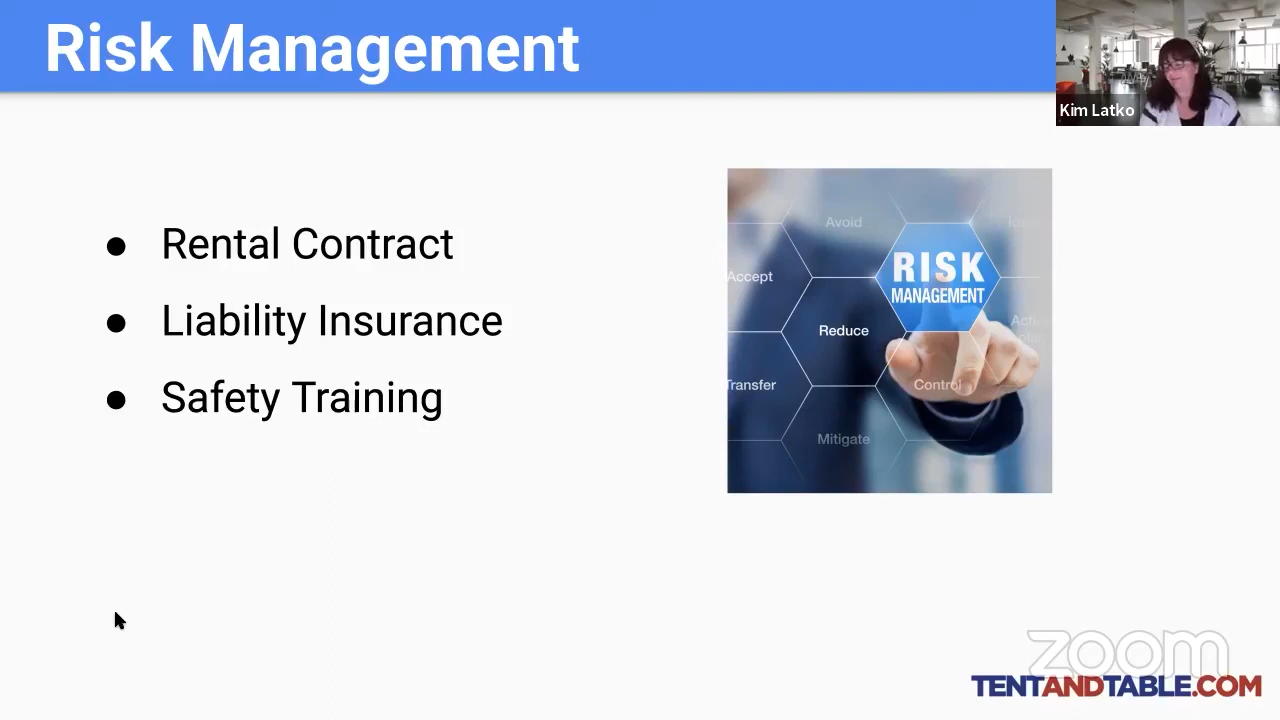 Risk Management
Kim Latko
Rental Contract
Liability Insurance
Safety Training
Avoid
RISK
MANAGEMENT
Accept
Reduce
Transfer
Control
Mitigate
zoom
TENTANDTABLE.COM